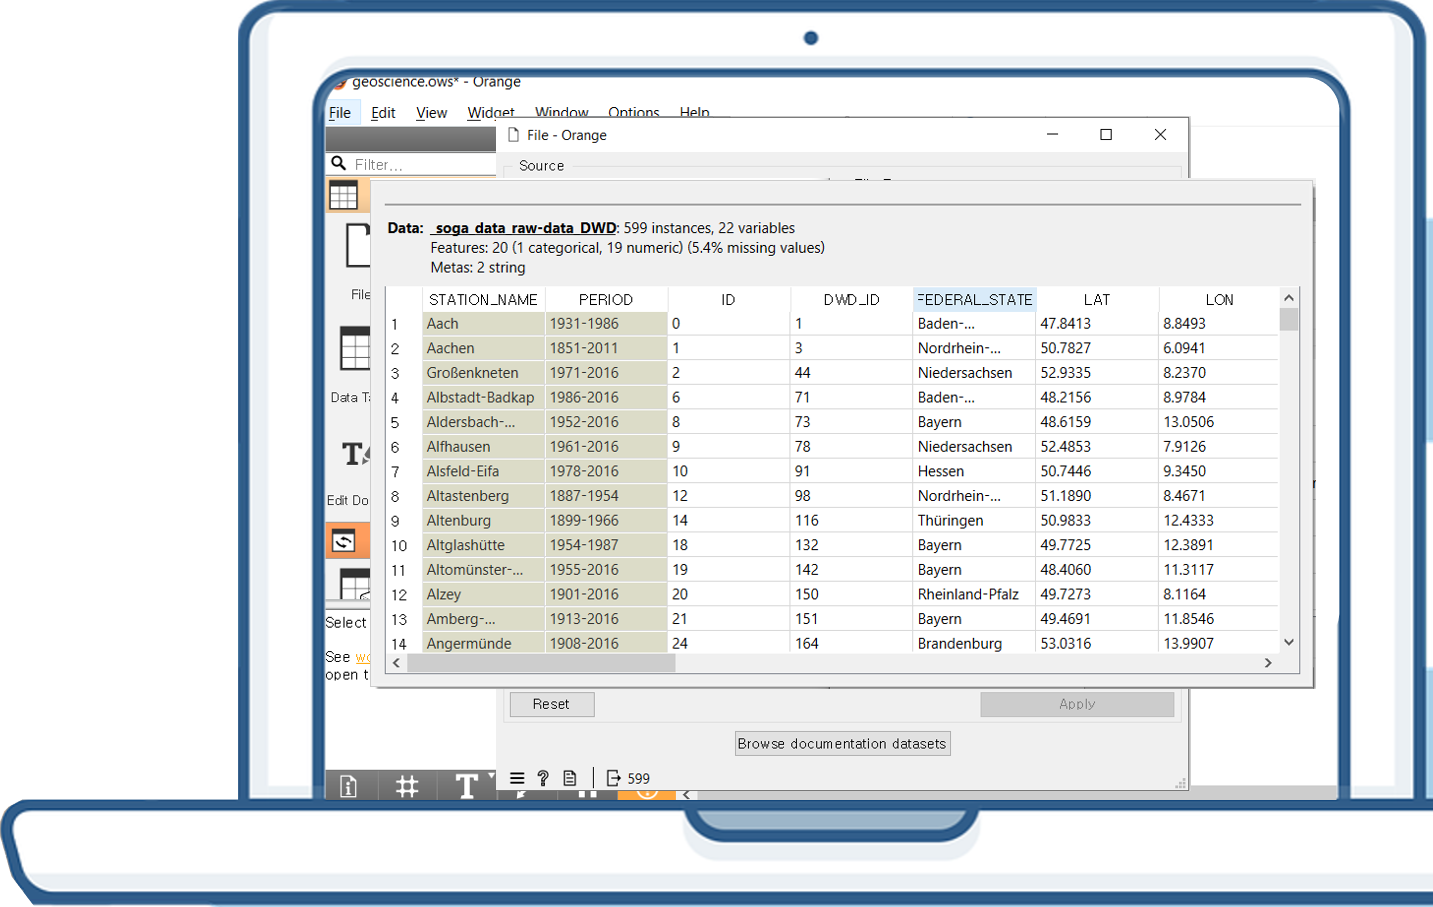 geoscience.ows* - Orange
File Edit View Widget Window Options Help
File - Orange
Filter...
Source
Data: _soga_data_raw-data_DWD: 599 instances, 22 variables
Features: 20 (1 categorical, 19 numeric) (5.4% missing values)
Metas: 2 string
STATION_NAME PERIOD ID DWD_ID FEDERAL_STATE LAT LON
1 Aach 1931-1986 0 1 Baden-... 47.8413 8.8493
2 Aachen 1851-2011 1 3 Nordrhein-... 50.7827 6.0941
3 Großenkneten 1971-2016 2 44 Niedersachsen 52.9335 8.2370
4 Albstadt-Badkap 1986-2016 6 71 Baden-... 48.2156 8.9784
5 Aldersbach-... 1952-2016 8 73 Bayern 48.6159 13.0506
6 Alfhausen 1961-2016 9 78 Niedersachsen 52.4853 7.9126
7 Alsfeld-Eifa 1978-2016 10 91 Hessen 50.7446 9.3450
8 Altastenberg 1887-1954 12 98 Nordrhein-... 51.1890 8.4671
9 Altenburg 1899-1966 14 116 Thüringen 50.9833 12.4333
10 Altglashütte 1954-1987 18 132 Bayern 49.7725 12.3891
11 Altomünster-... 1955-2016 19 142 Bayern 48.4060 11.3117
12 Alzey 1901-2016 20 150 Rheinland-Pfalz 49.7273 8.1164
13 Amberg-... 1913-2016 21 151 Bayern 49.4691 11.8546
14 Angermünde 1908-2016 24 164 Brandenburg 53.0316 13.9907
File
Data Ta
Edit Do
Select
See wo
open t
Reset Apply
Browse documentation datasets
599